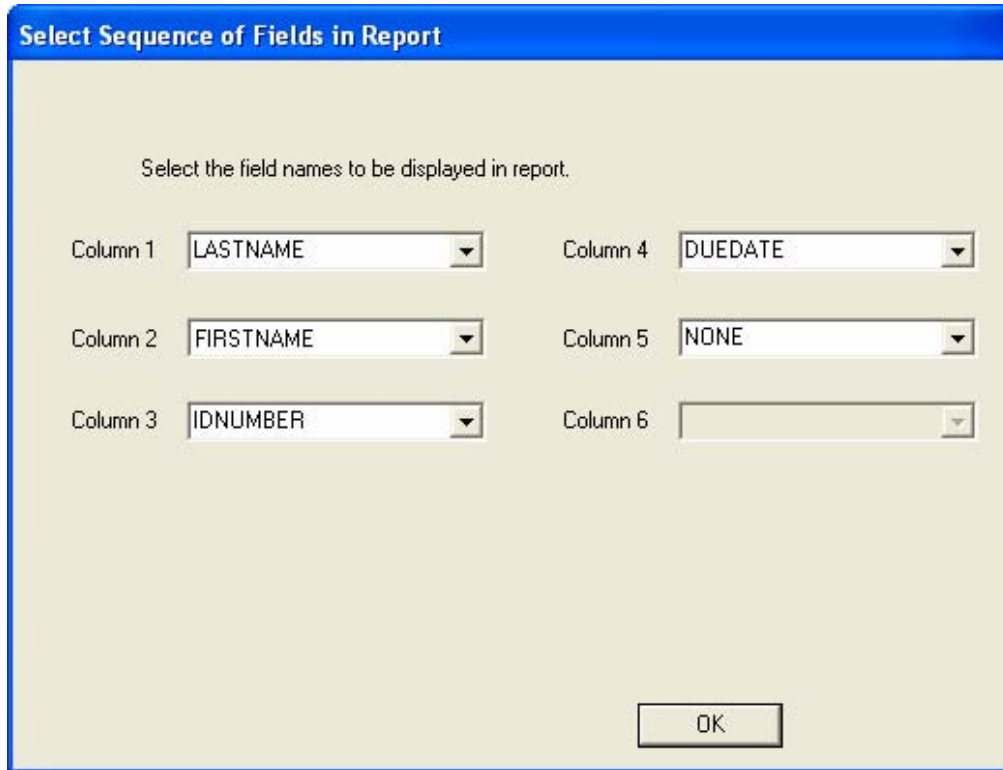 Select Sequence of Fields in Report
Select the field names to be displayed in report.
Column 1 LASTNAME
Column 4 DUEDATE
Column 2 FIRSTNAME
Column 5 NONE
Column 3 IDNUMBER
Column 6
OK